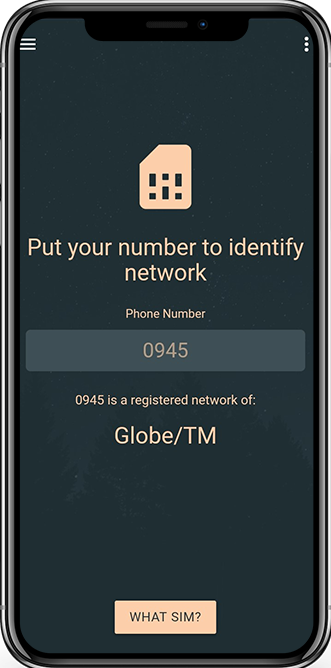 Put your number to identify
network
Phone Number
0945
0945 is a registered network of:
Globe/TM
WHAT SIM?